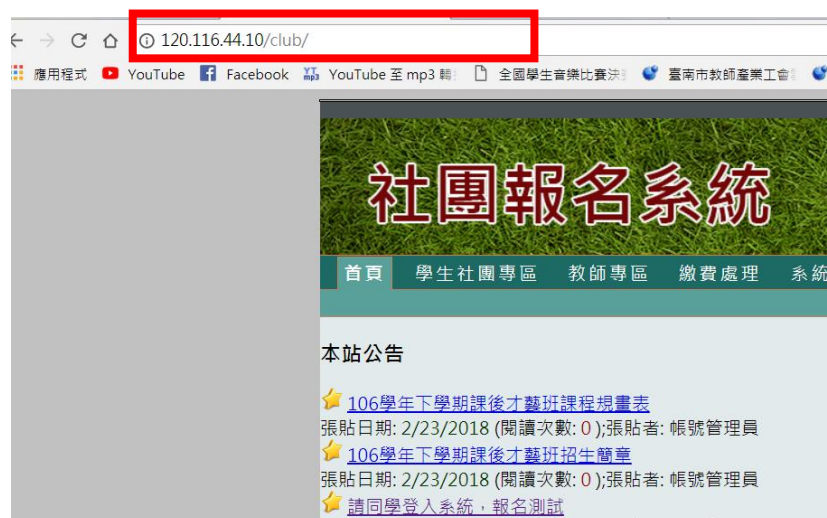 120.116.44.10/club/
應用程式 YouTube Facebook YouTube 至 mp3 轉 全國學生音樂比賽決 臺南市教師產業工會
社團報名系統
首頁 學生社團專區 教師專區 繳費處理 系統
本站公告
106學年下學期課後才藝班課程規畫表
張貼日期: 2/23/2018 (閱讀次數: 0 );張貼者: 帳號管理員
106學年下學期課後才藝班招生簡章
張貼日期: 2/23/2018 (閱讀次數: 0 );張貼者: 帳號管理員
請同學登入系統，報名測試